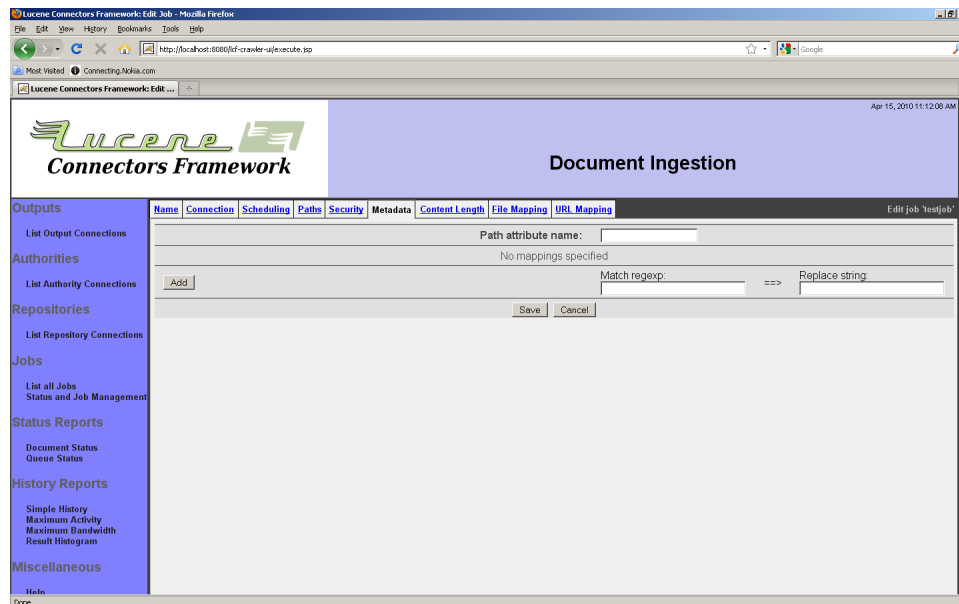 Lucene Connectors Framework: Edit Job - Mozilla Firefox
File Edit View History Bookmarks Tools Help
http://localhost:8080/lcf-crawler-ui/execute.jsp
Google
Most Visited Connecting.Nokia.com
Lucene Connectors Framework: Edit ...
Apr 15, 2010 11:12:08 AM
Lucene
Connectors Framework
Document Ingestion
Outputs
List Output Connections
Authorities
List Authority Connections
Repositories
List Repository Connections
Jobs
List all Jobs
Status and Job Management
Status Reports
Document Status
Queue Status
History Reports
Simple History
Maximum Activity
Maximum Bandwidth
Result Histogram
Miscellaneous
Help
Name Connection Scheduling Paths Security Metadata Content Length File Mapping URL Mapping
Edit job 'testjob'
Path attribute name:
No mappings specified
Add
Match regexp:
==>
Replace string:
Save Cancel
Done